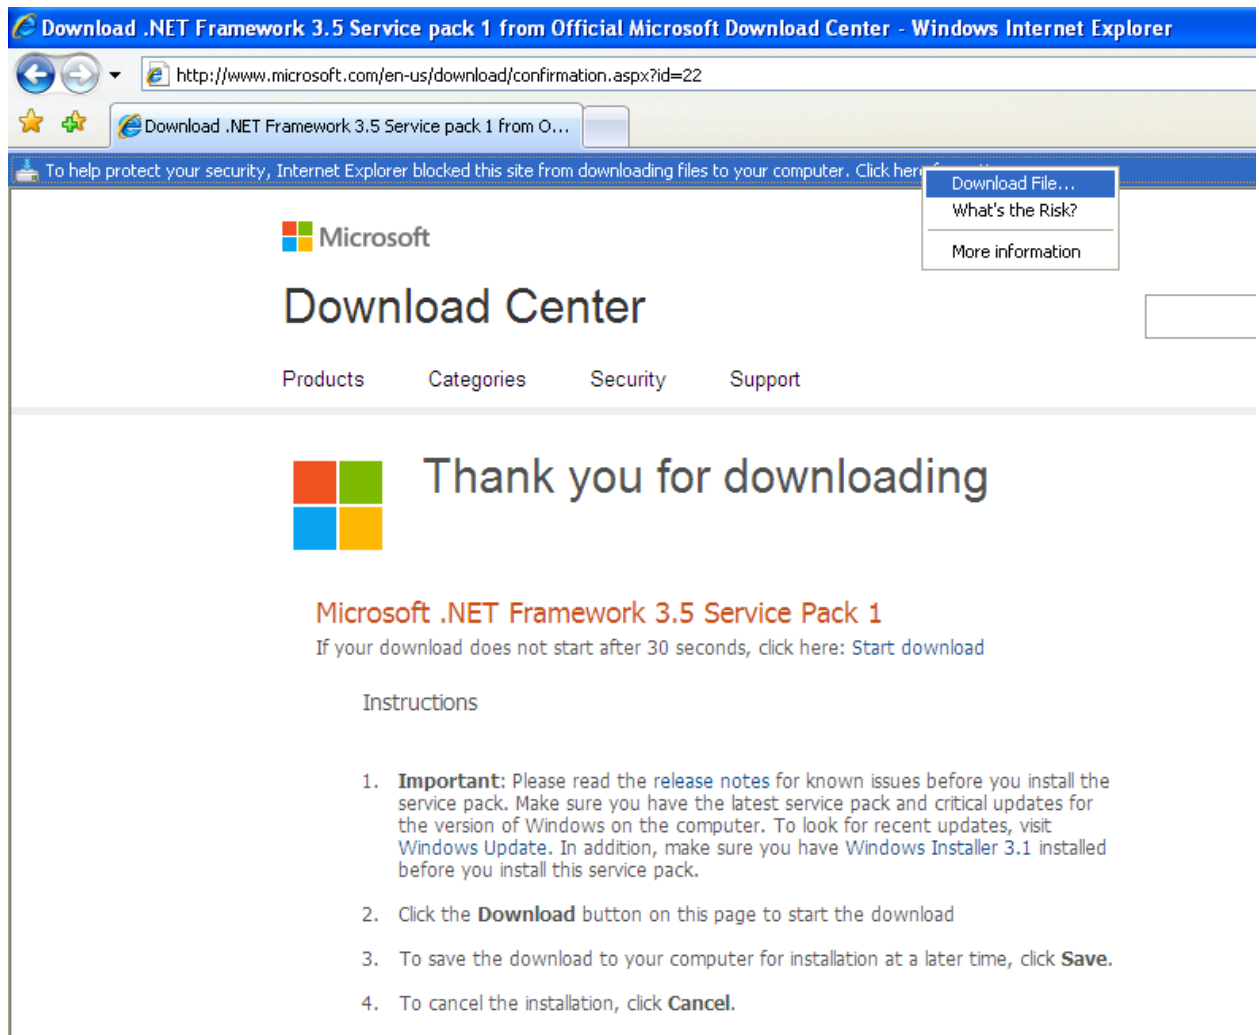 Download .NET Framework 3.5 Service pack 1 from Official Microsoft Download Center - Windows Internet Explorer
http://www.microsoft.com/en-us/download/confirmation.aspx?id=22
Download .NET Framework 3.5 Service pack 1 from O...
To help protect your security, Internet Explorer blocked this site from downloading files to your computer. Click here
Download File...
What's the Risk?
More information
Microsoft
Download Center
Products Categories Security Support
Thank you for downloading
Microsoft .NET Framework 3.5 Service Pack 1
If your download does not start after 30 seconds, click here: Start download
Instructions
1. Important: Please read the release notes for known issues before you install the
service pack. Make sure you have the latest service pack and critical updates for
the version of Windows on the computer. To look for recent updates, visit
Windows Update. In addition, make sure you have Windows Installer 3.1 installed
before you install this service pack.
2. Click the Download button on this page to start the download
3. To save the download to your computer for installation at a later time, click Save.
4. To cancel the installation, click Cancel.